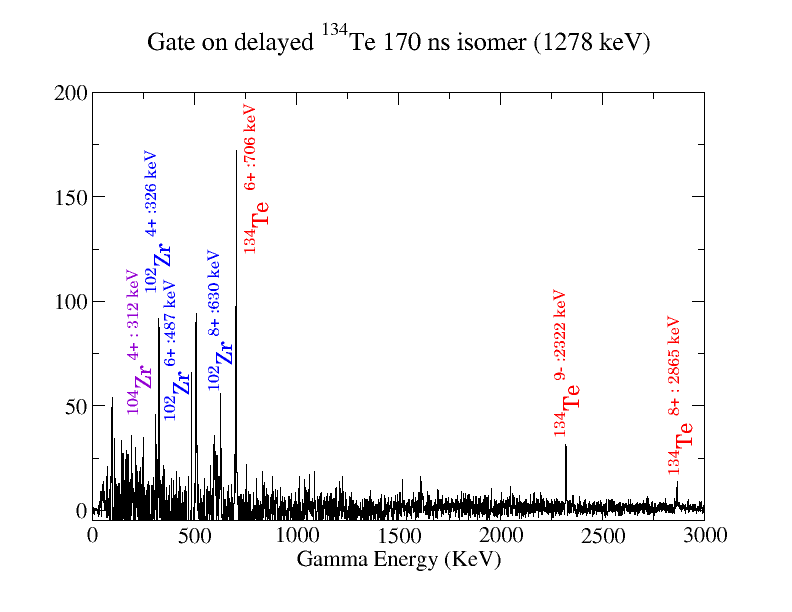 Gate on delayed ¹³⁴Te 170 ns isomer (1278 keV)
200
150
100
50
0
¹⁰⁴Zr 4+ : 312 keV
¹⁰²Zr 4+ :326 keV
¹⁰²Zr 6+ :487 keV
¹⁰²Zr 8+ :630 keV
¹³⁴Te 6+ :706 keV
¹³⁴Te 9- :2322 keV
¹³⁴Te 8+ : 2865 keV
0 500 1000 1500 2000 2500 3000
Gamma Energy (KeV)